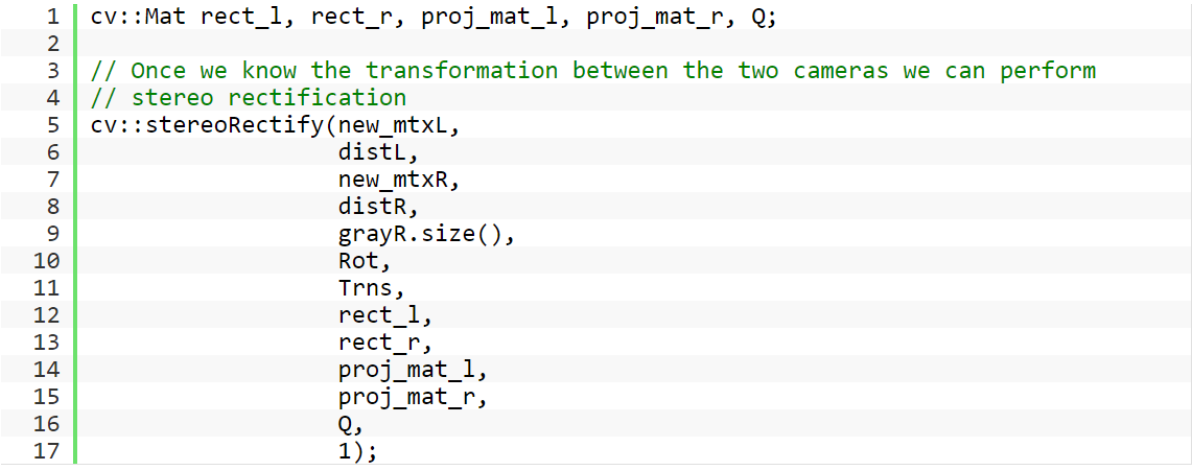 1 cv::Mat rect_l, rect_r, proj_mat_l, proj_mat_r, Q;
2
3 // Once we know the transformation between the two cameras we can perform
4 // stereo rectification
5 cv::stereoRectify(new_mtxL,
6                   distL,
7                   new_mtxR,
8                   distR,
9                   grayR.size(),
10                   Rot,
11                   Trns,
12                   rect_l,
13                   rect_r,
14                   proj_mat_l,
15                   proj_mat_r,
16                   Q,
17                   1);